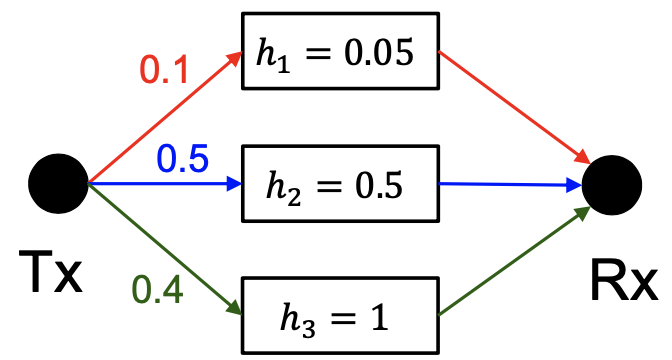 h₁ = 0.05
0.1
0.5
h₂ = 0.5
Tx
Rx
0.4
h₃ = 1